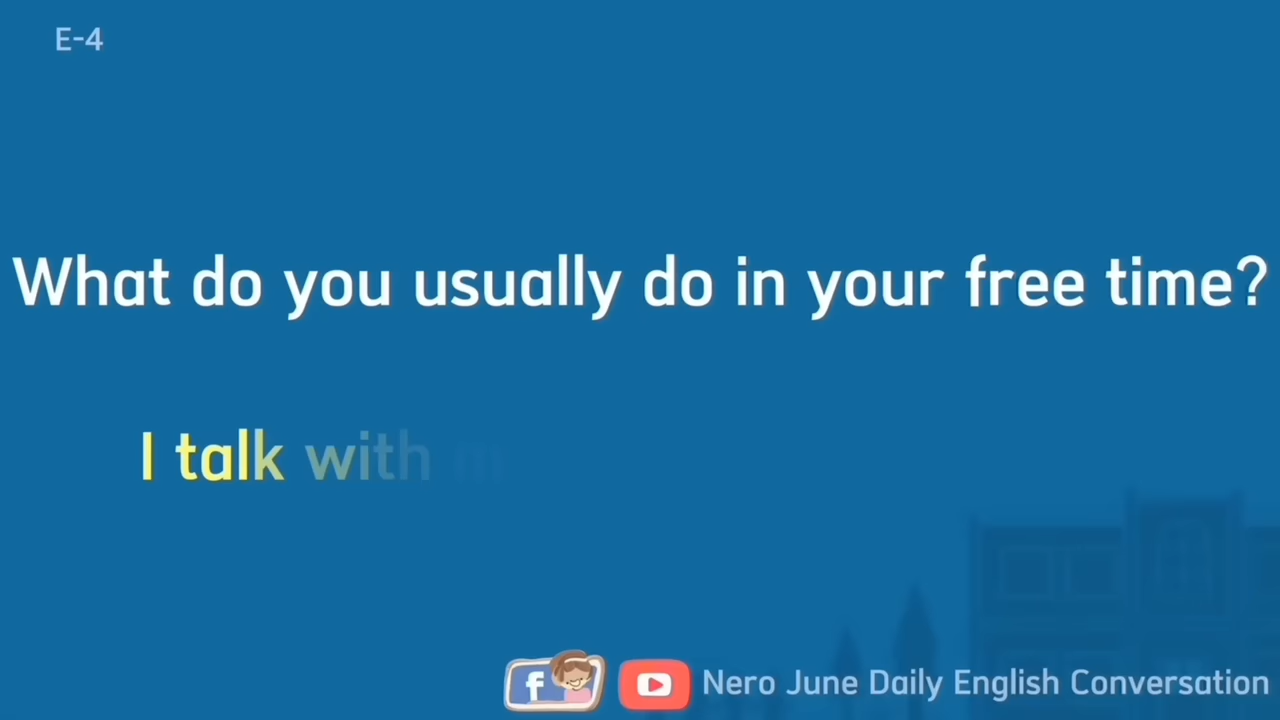 E-4
What do you usually do in your free time?
I talk with
Nero June Daily English Conversation